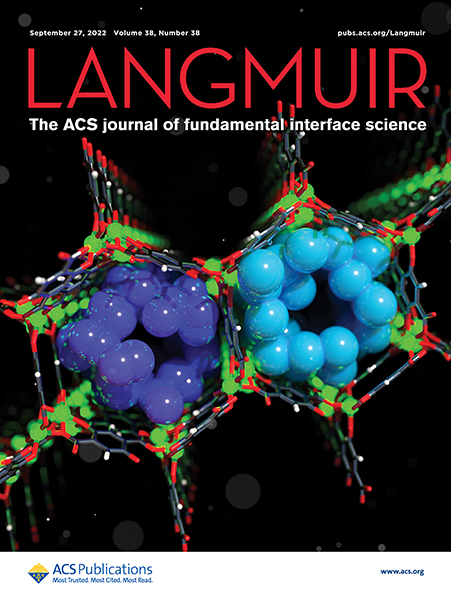 September 27, 2022 Volume 38, Number 38 pubs.acs.org/Langmuir
LANGMUIR
The ACS journal of fundamental interface science
ACS Publications
Most Trusted. Most Cited. Most Read.
www.acs.org